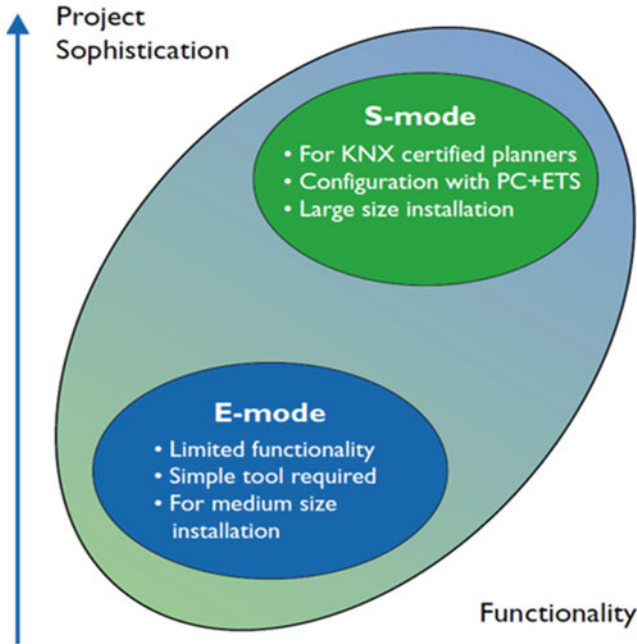 Project
Sophistication
S-mode
• For KNX certified planners
• Configuration with PC+ETS
• Large size installation
E-mode
• Limited functionality
• Simple tool required
• For medium size
installation
Functionality